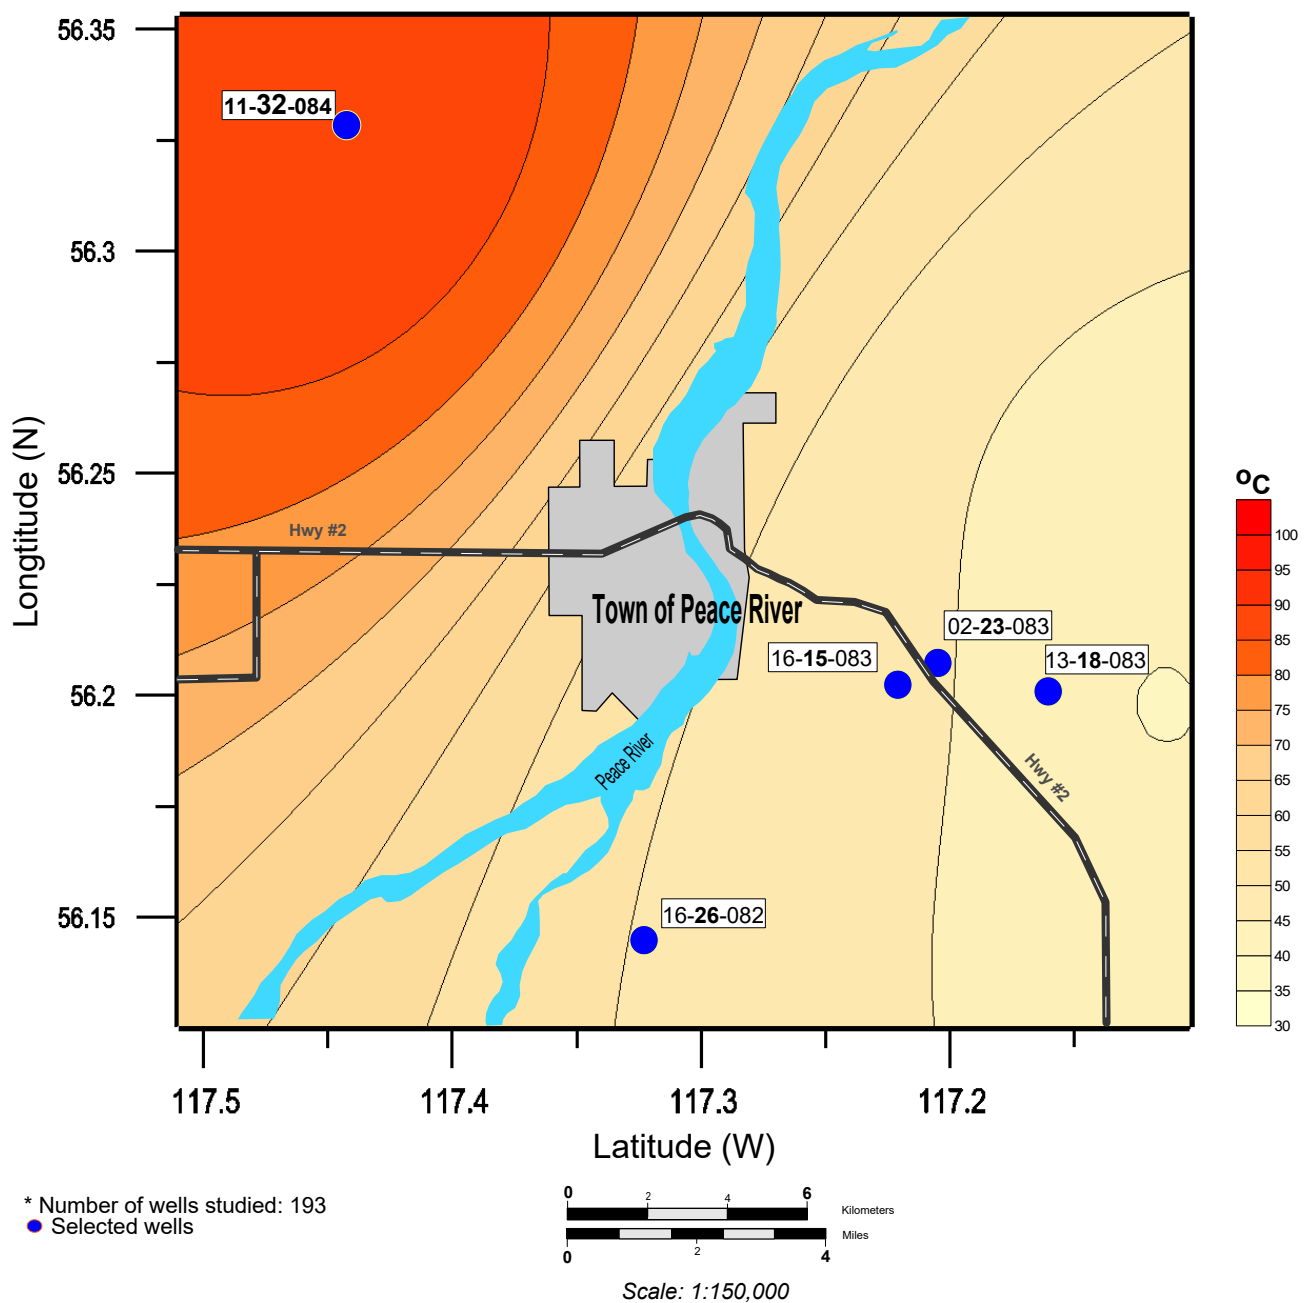 56.35
11-32-084
56.3
Longtitude (N)
56.25
Hwy #2
Town of Peace River
02-23-083
16-15-083
13-18-083
56.2
Peace River
Hwy #2
56.15
16-26-082
117.5
117.4
117.3
117.2
Latitude (W)
oC
100
95
90
85
80
75
70
65
60
55
50
45
40
35
30
* Number of wells studied: 193
Selected wells
0 2 4 6
Kilometers
Miles
0 2 4
Scale: 1:150,000